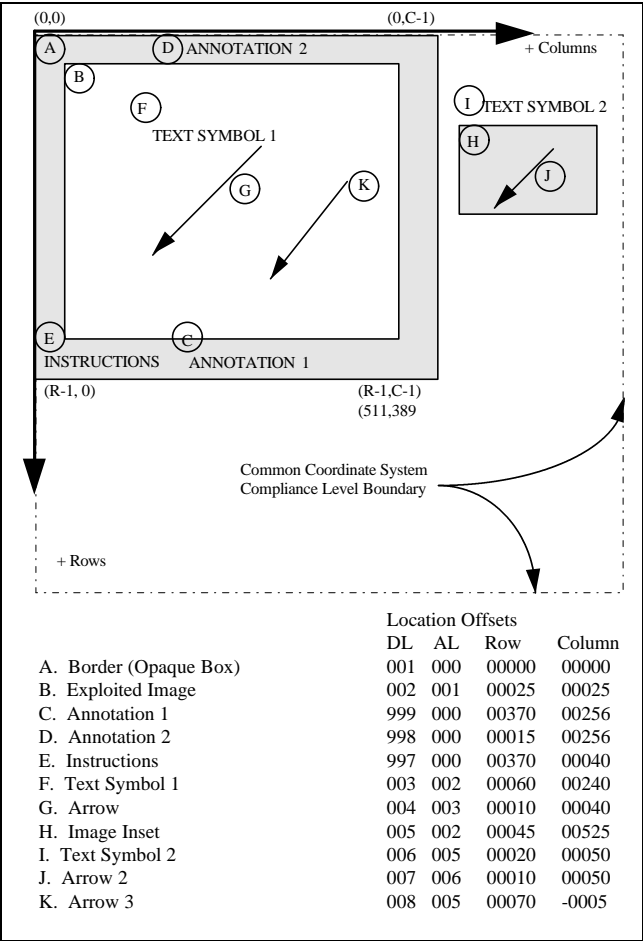 (0,0) (0,C-1)
A D ANNOTATION 2 + Columns
B
F I TEXT SYMBOL 2
TEXT SYMBOL 1 H
G K J
E C
INSTRUCTIONS ANNOTATION 1
(R-1, 0) (R-1,C-1)
(511,389
Common Coordinate System
Compliance Level Boundary
+ Rows
Location Offsets
DL AL Row Column
A. Border (Opaque Box) 001 000 00000 00000
B. Exploited Image 002 001 00025 00025
C. Annotation 1 999 000 00370 00256
D. Annotation 2 998 000 00015 00256
E. Instructions 997 000 00370 00040
F. Text Symbol 1 003 002 00060 00240
G. Arrow 004 003 00010 00040
H. Image Inset 005 002 00045 00525
I. Text Symbol 2 006 005 00020 00050
J. Arrow 2 007 006 00010 00050
K. Arrow 3 008 005 00070 -0005